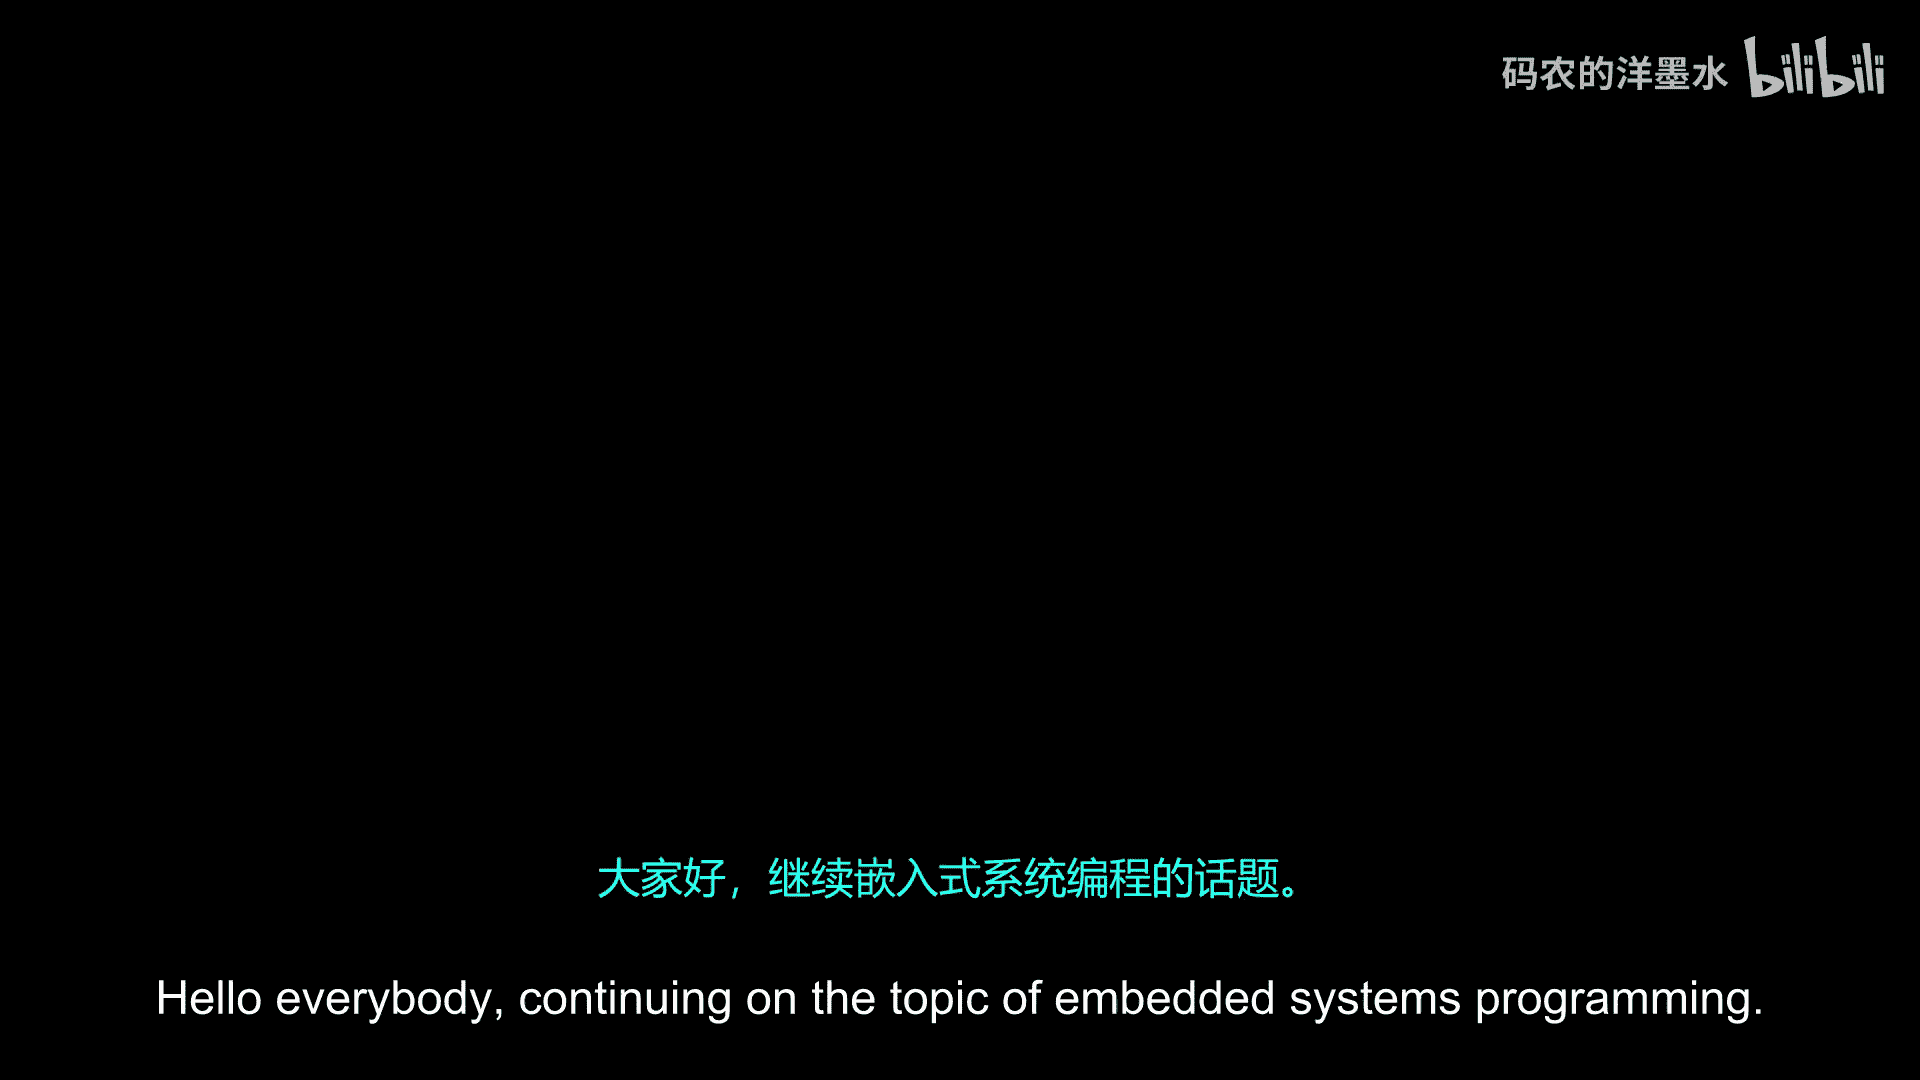 码农的洋墨水 bilibili
大家好，继续嵌入式系统编程的话题。
Hello everybody, continuing on the topic of embedded systems programming.